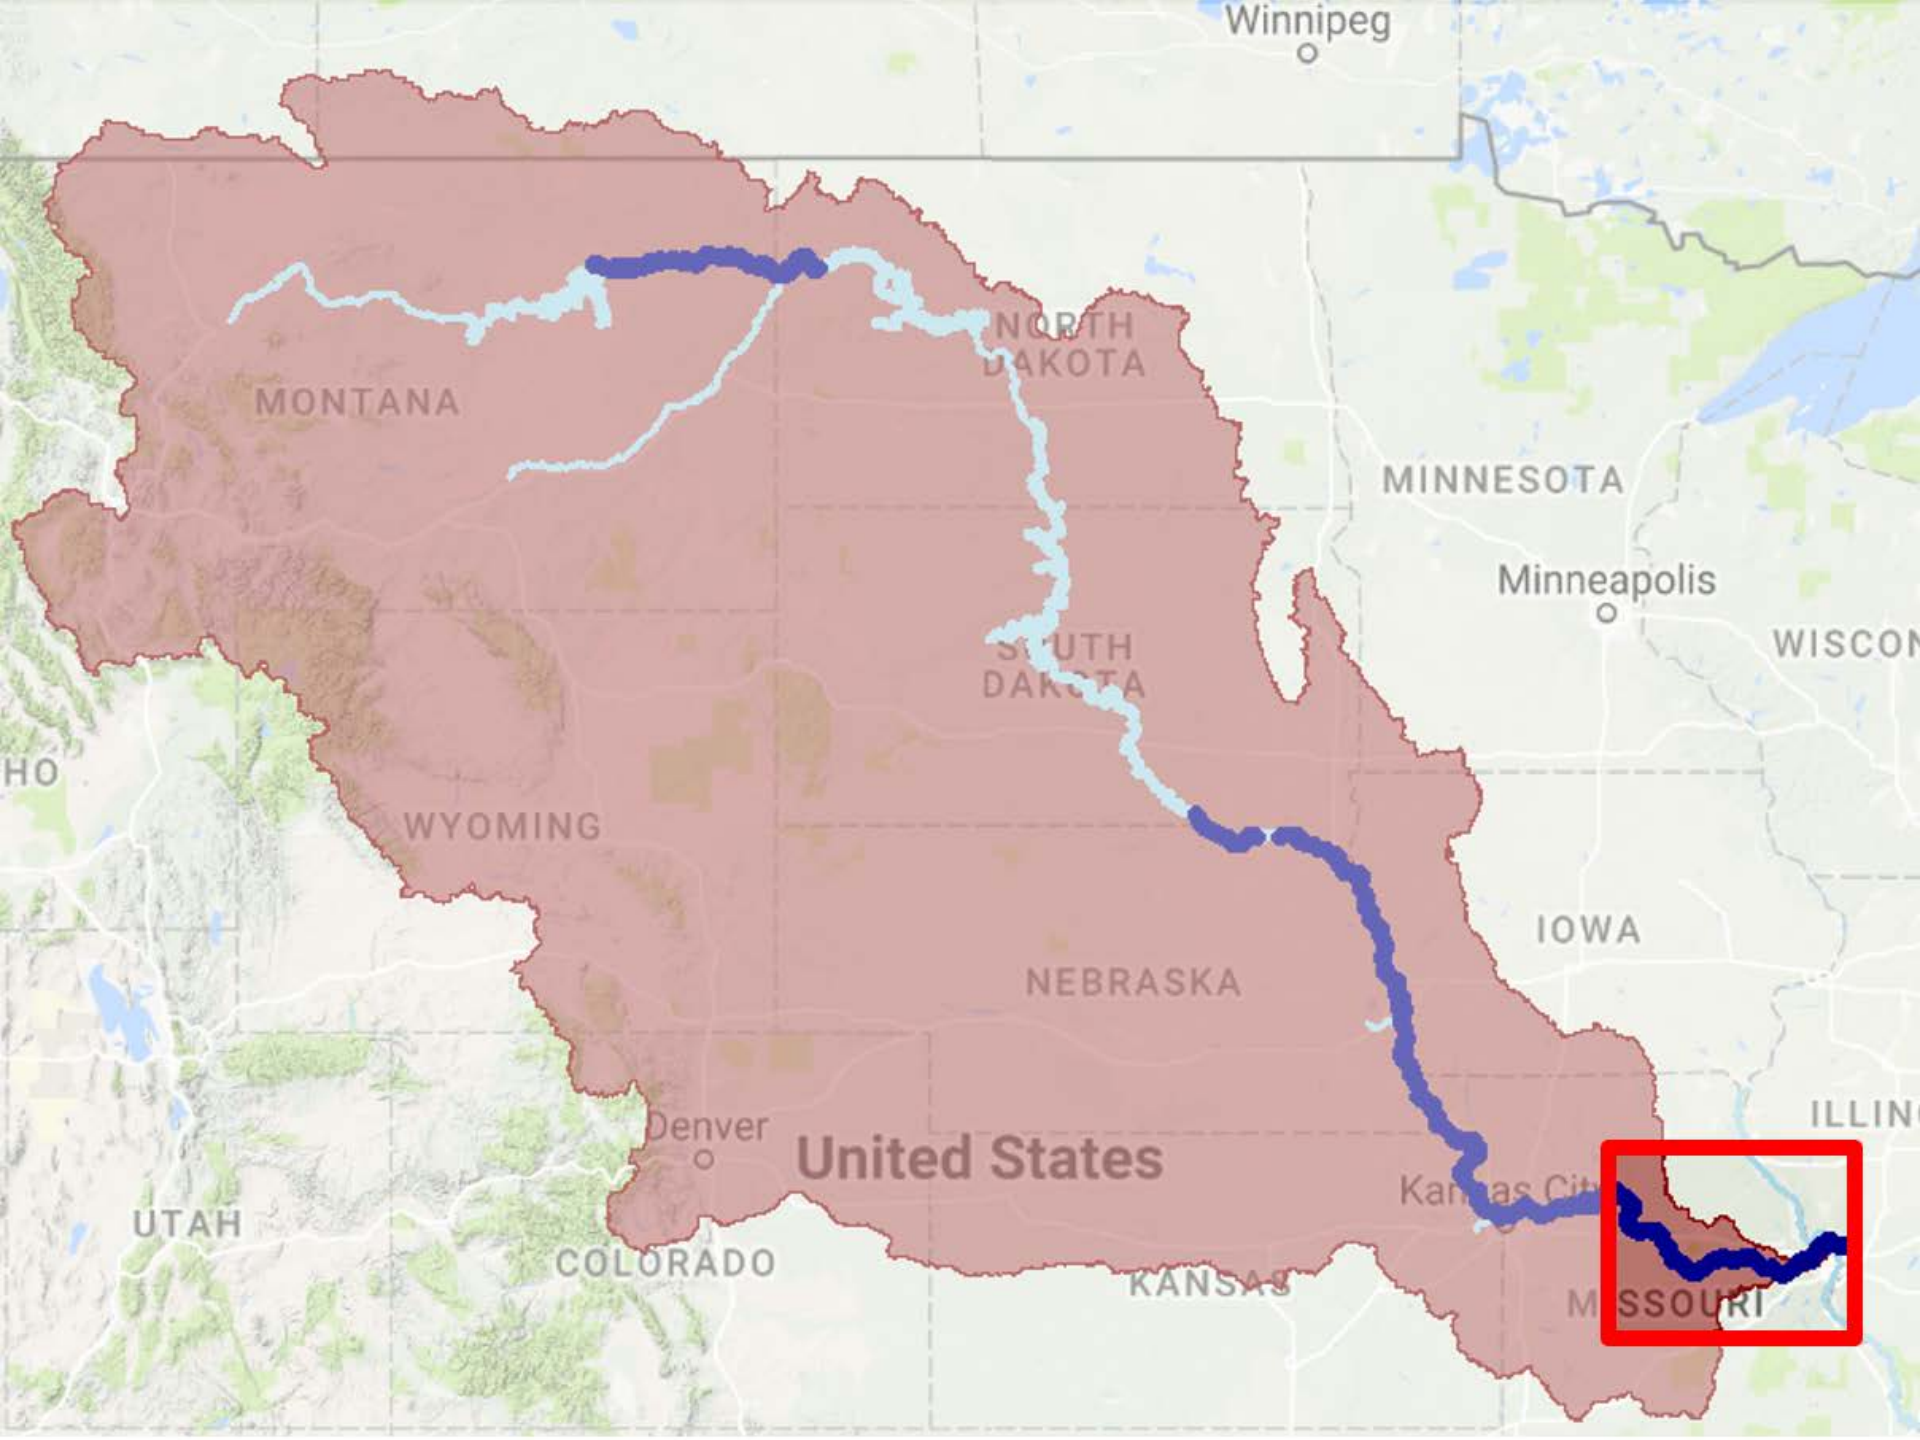 Winnipeg
NORTH
DAKOTA
MONTANA
MINNESOTA
Minneapolis
WISCON
SOUTH
DAKOTA
HO
WYOMING
IOWA
NEBRASKA
ILLIN
Denver
United States
Kansas City
UTAH
COLORADO
KANSAS
MISSOURI